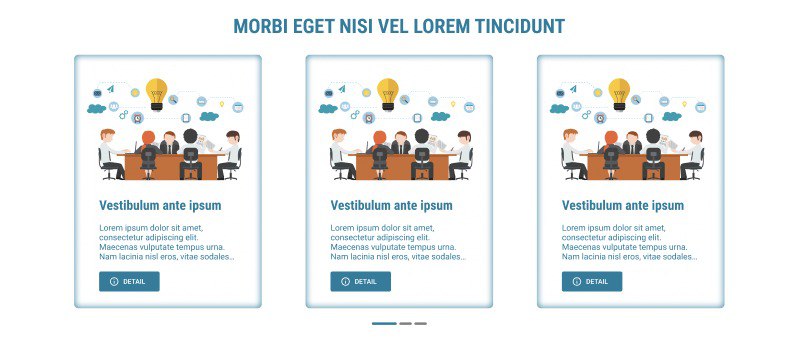 MORBI EGET NISI VEL LOREM TINCIDUNT
Vestibulum ante ipsum
Lorem ipsum dolor sit amet,
consectetur adipiscing elit.
Maecenas vulputate tempus urna.
Nam lacinia nisl eros, vitae sodales...
DETAIL
Vestibulum ante ipsum
Lorem ipsum dolor sit amet,
consectetur adipiscing elit.
Maecenas vulputate tempus urna.
Nam lacinia nisl eros, vitae sodales...
DETAIL
Vestibulum ante ipsum
Lorem ipsum dolor sit amet,
consectetur adipiscing elit.
Maecenas vulputate tempus urna.
Nam lacinia nisl eros, vitae sodales...
DETAIL